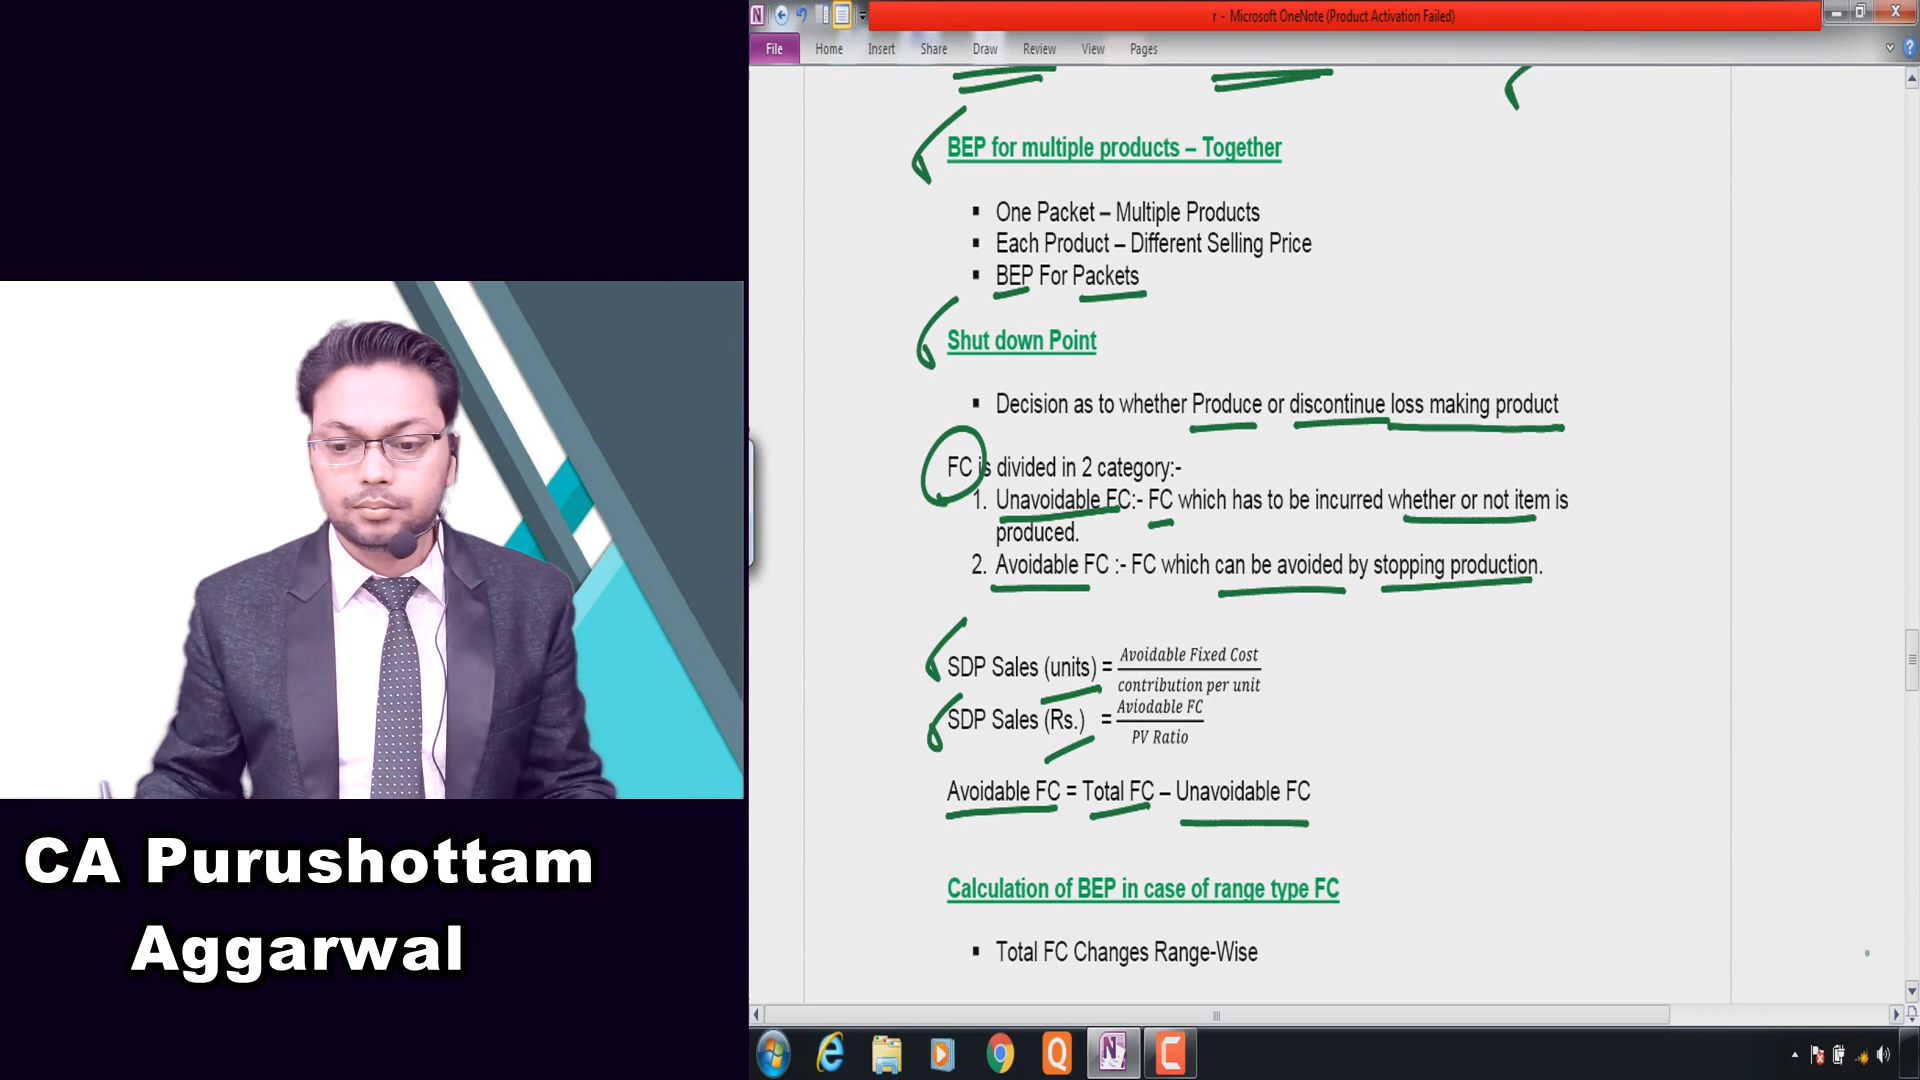 r - Microsoft OneNote (Product Activation Failed)
File Home Insert Share Draw Review View Pages
BEP for multiple products – Together
▪ One Packet – Multiple Products
▪ Each Product – Different Selling Price
▪ BEP For Packets
Shut down Point
▪ Decision as to whether Produce or discontinue loss making product
FC is divided in 2 category:-
1. Unavoidable FC:- FC which has to be incurred whether or not item is
produced.
2. Avoidable FC :- FC which can be avoided by stopping production.
SDP Sales (units) = Avoidable Fixed Cost
contribution per unit
SDP Sales (Rs.) = Aviodable FC
PV Ratio
Avoidable FC = Total FC – Unavoidable FC
Calculation of BEP in case of range type FC
▪ Total FC Changes Range-Wise
CA Purushottam
Aggarwal